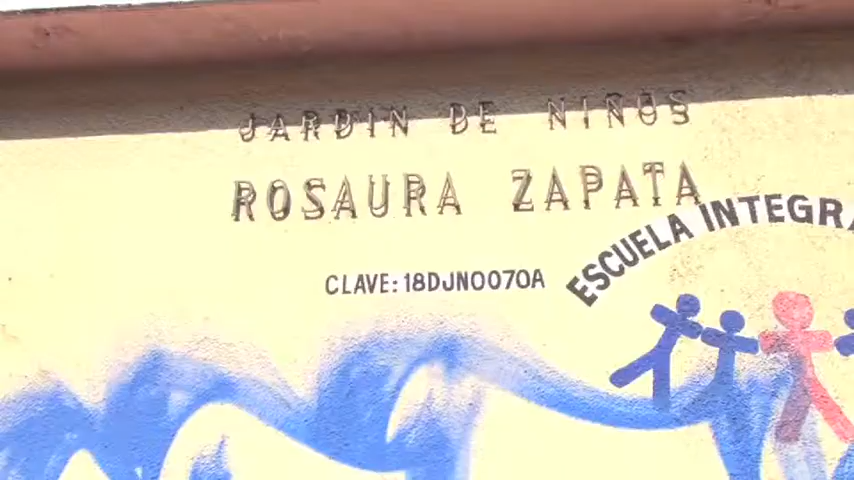 JARDIN DE NIÑOS
ROSAURA ZAPATA
CLAVE: 18DJN0070A
ESCUELA INTEGRA